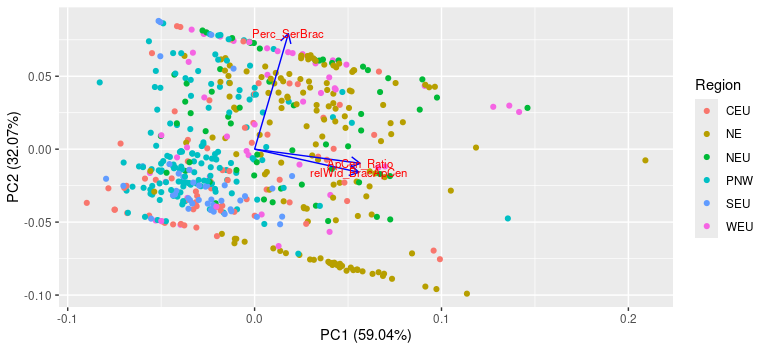 Perc_SerBrac
ApCen_Ratio
relWid_BracApCen
0.05
0.00
-0.05
-0.10
-0.1
0.0
0.1
0.2
PC1 (59.04%)
PC2 (32.07%)
Region
CEU
NE
NEU
PNW
SEU
WEU